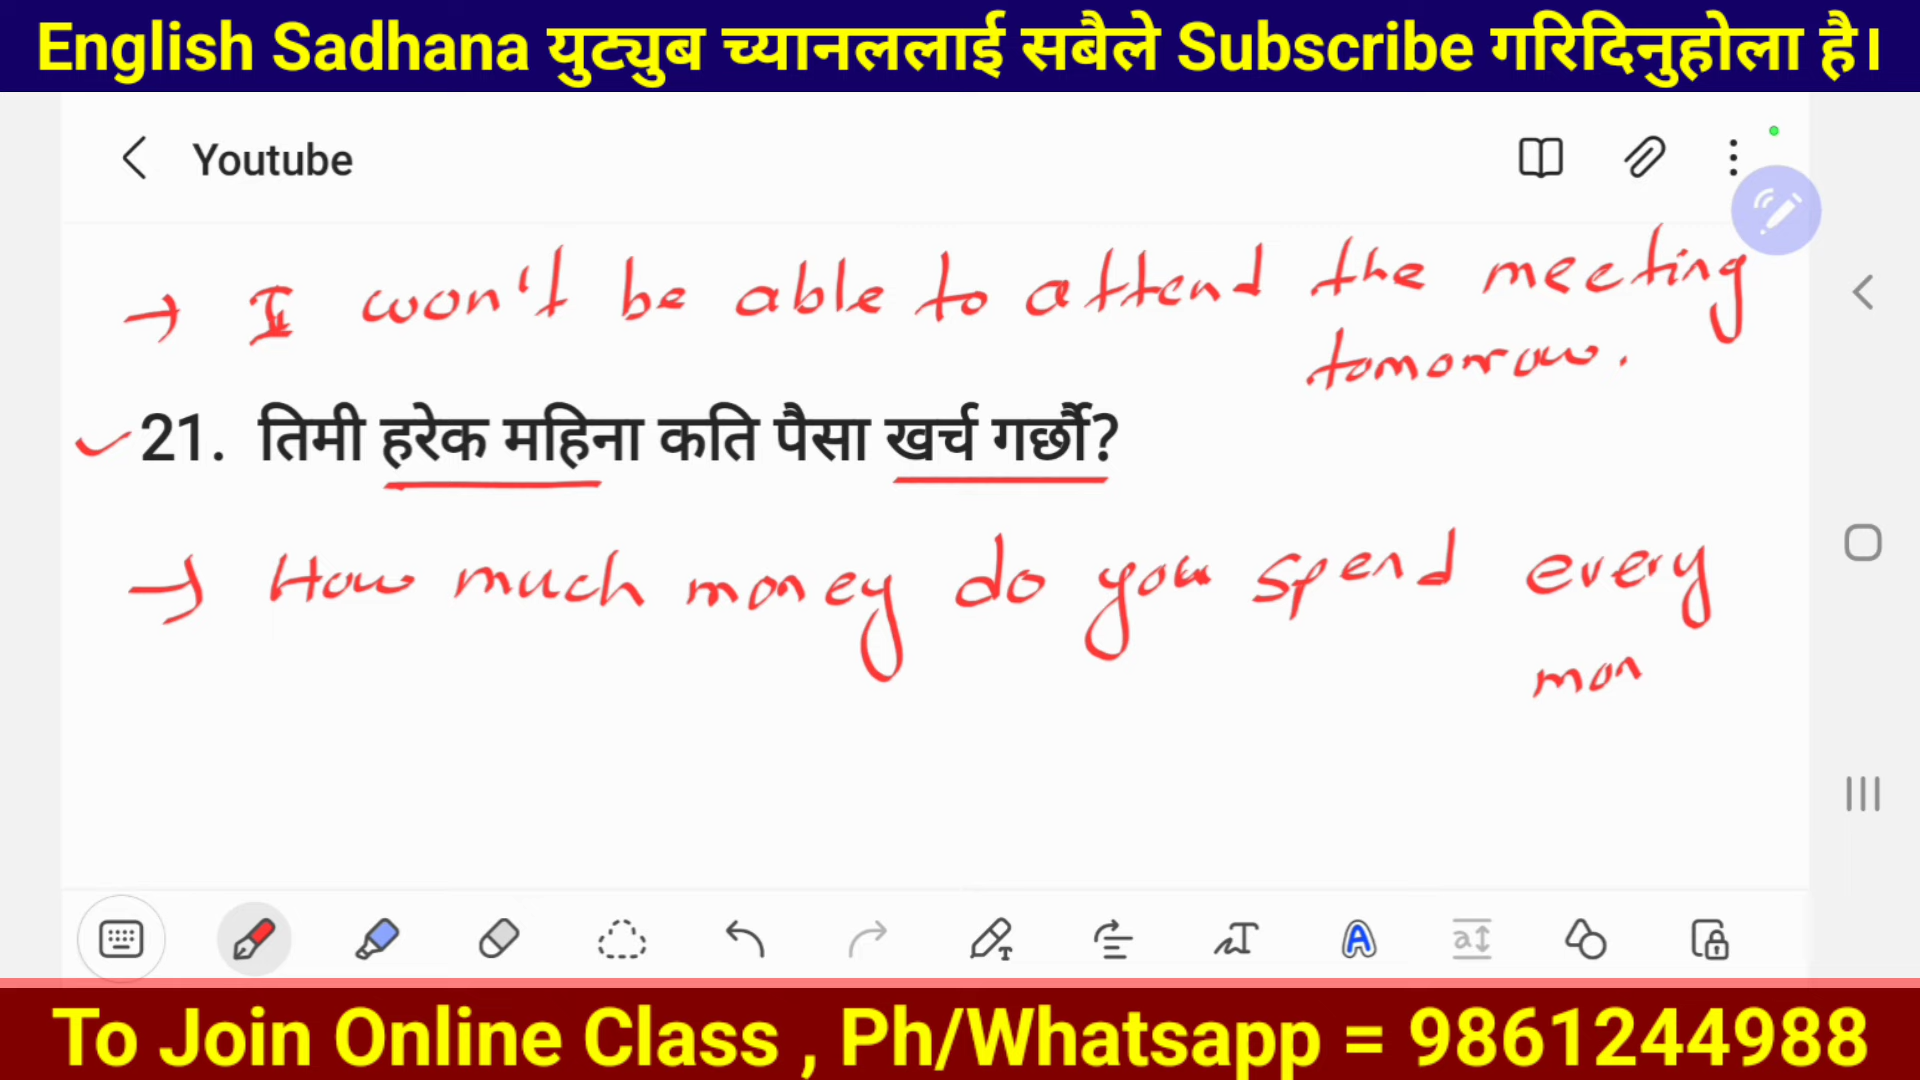 English Sadhana युट्युब च्यानललाई सबैले Subscribe गरिदिनुहोला है।
Youtube
→ I won't be able to attend the meeting
tomorrow.
21. तिमी हरेक महिना कति पैसा खर्च गर्छौ?
→ How much money do you spend every
mon
To Join Online Class , Ph/Whatsapp = 9861244988